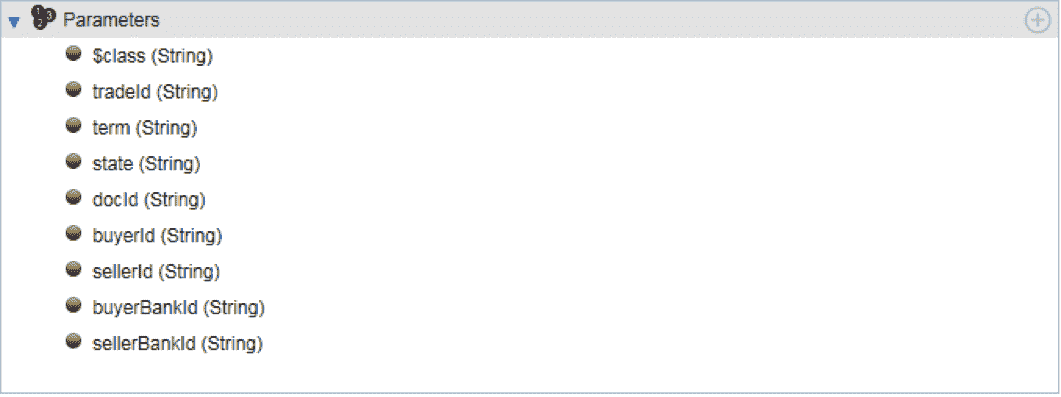 Parameters
$class (String)
tradeId (String)
term (String)
state (String)
docId (String)
buyerId (String)
sellerId (String)
buyerBankId (String)
sellerBankId (String)